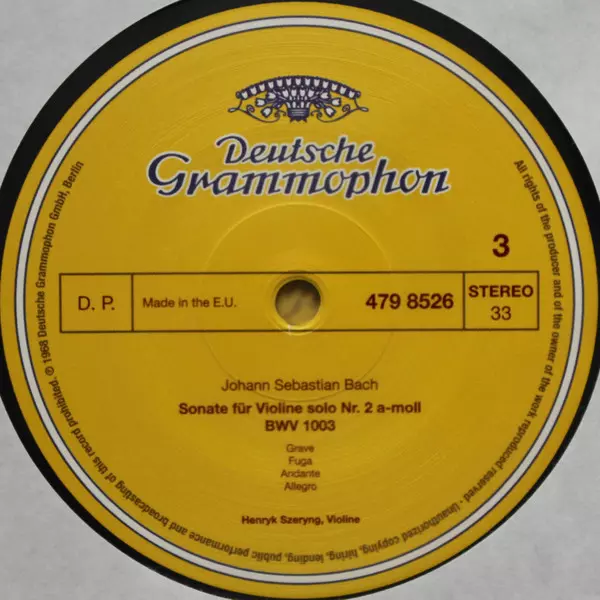 Deutsche
Grammophon
3
D. P.
Made in the E.U.
479 8526
STEREO
33
Johann Sebastian Bach
Sonate für Violine solo Nr. 2 a-moll
BWV 1003
Grave
Fuga
Andante
Allegro
Henryk Szeryng, Violine
℗ 1968 Deutsche Grammophon GmbH, Berlin
All rights of the producer and of the owner of the work reproduced reserved - Unauthorized copying, hiring, lending, public performance and broadcasting of this record prohibited.